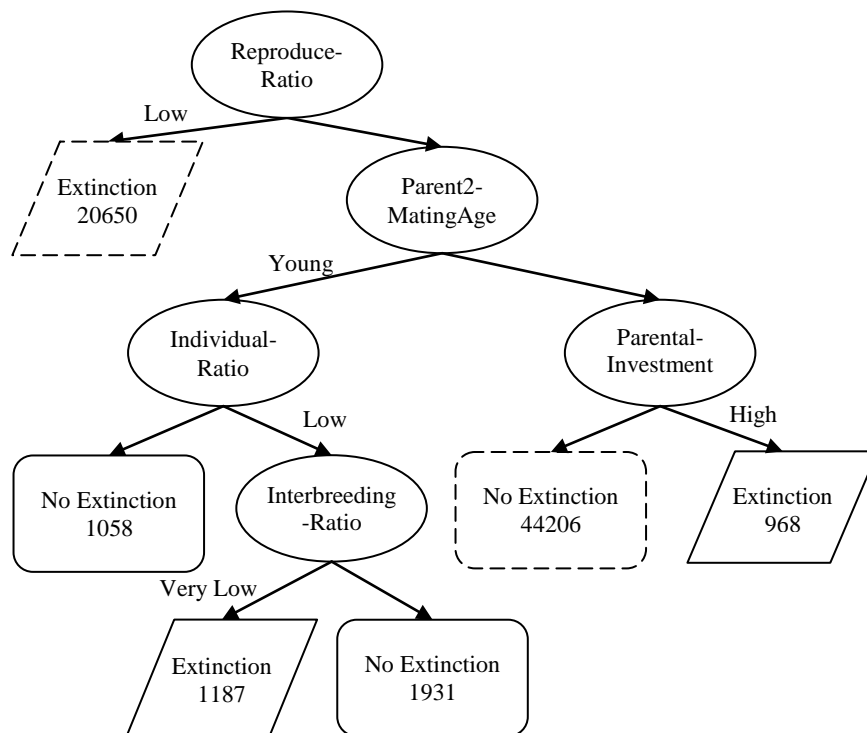 Reproduce-
Ratio
Low
Extinction
20650
Parent2-
MatingAge
Young
Individual-
Ratio
Parental-
Investment
Low
High
No Extinction
1058
Interbreeding
-Ratio
No Extinction
44206
Extinction
968
Very Low
Extinction
1187
No Extinction
1931